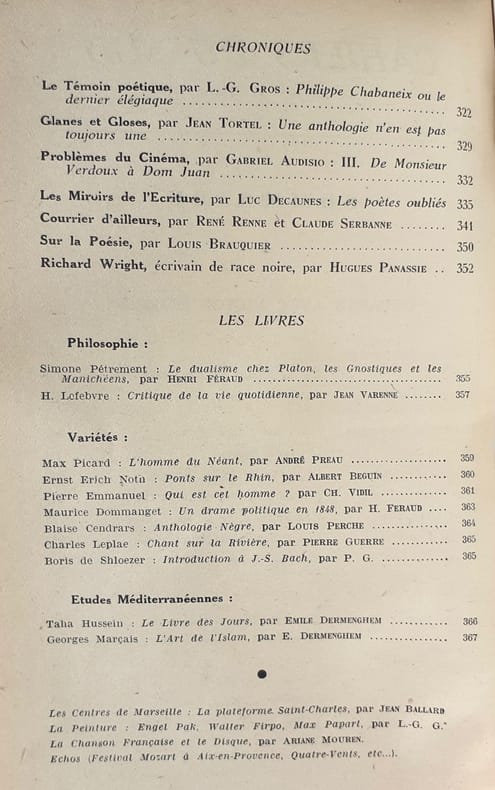 CHRONIQUES
Le Témoin poétique, par L.-G. GROS : Philippe Chabaneix ou le
dernier élégiaque ........................................ 322
Glanes et Gloses, par JEAN TORTEL : Une anthologie n'en est pas
toujours une ........................................ 329
Problèmes du Cinéma, par GABRIEL AUDISIO : III. De Monsieur
Verdoux à Dom Juan ........................................ 332
Les Miroirs de l'Ecriture, par LUC DECAUNES : Les poètes oubliés 335
Courrier d'ailleurs, par RENÉ RENNE et CLAUDE SERBANNE ........ 341
Sur la Poésie, par LOUIS BRAUQUIER ........................ 350
Richard Wright, écrivain de race noire, par HUGUES PANASSIE .. 352
LES LIVRES
Philosophie :
Simone Pétrement : Le dualisme chez Platon, les Gnostiques et les
Manichéens, par HENRI FÉRAUD ........................................ 355
H. Lefebvre : Critique de la vie quotidienne, par JEAN VARENNE ........ 357
Variétés :
Max Picard : L'homme du Néant, par ANDRÉ PREAU .................... 359
Ernst Erich Noth : Ponts sur le Rhin, par ALBERT BEGUIN ............ 360
Pierre Emmanuel : Qui est cet homme ? par CH. VIDIL ................ 361
Maurice Dommanget : Un drame politique en 1848, par H. FERAUD .... 363
Blaise Cendrars : Anthologie Nègre, par LOUIS PERCHE ................ 364
Charles Leplae : Chant sur la Rivière, par PIERRE GUERRE ............ 365
Boris de Shloezer : Introduction à J.-S. Bach, par P. G. .............. 365
Etudes Méditerranéennes :
Taha Hussein : Le Livre des Jours, par EMILE DERMENGHEM ............ 366
Georges Marçais : L'Art de l'Islam, par E. DERMENGHEM ................ 367
Les Centres de Marseille : La plateforme Saint-Charles, par JEAN BALLARD
La Peinture : Engel Pak, Walter Firpo, Max Papart, par L.-G. G.
La Chanson Française et le Disque, par ARIANE MOUREN.
Echos (Festival Mozart à Aix-en-Provence, Quatre-Vents, etc...).